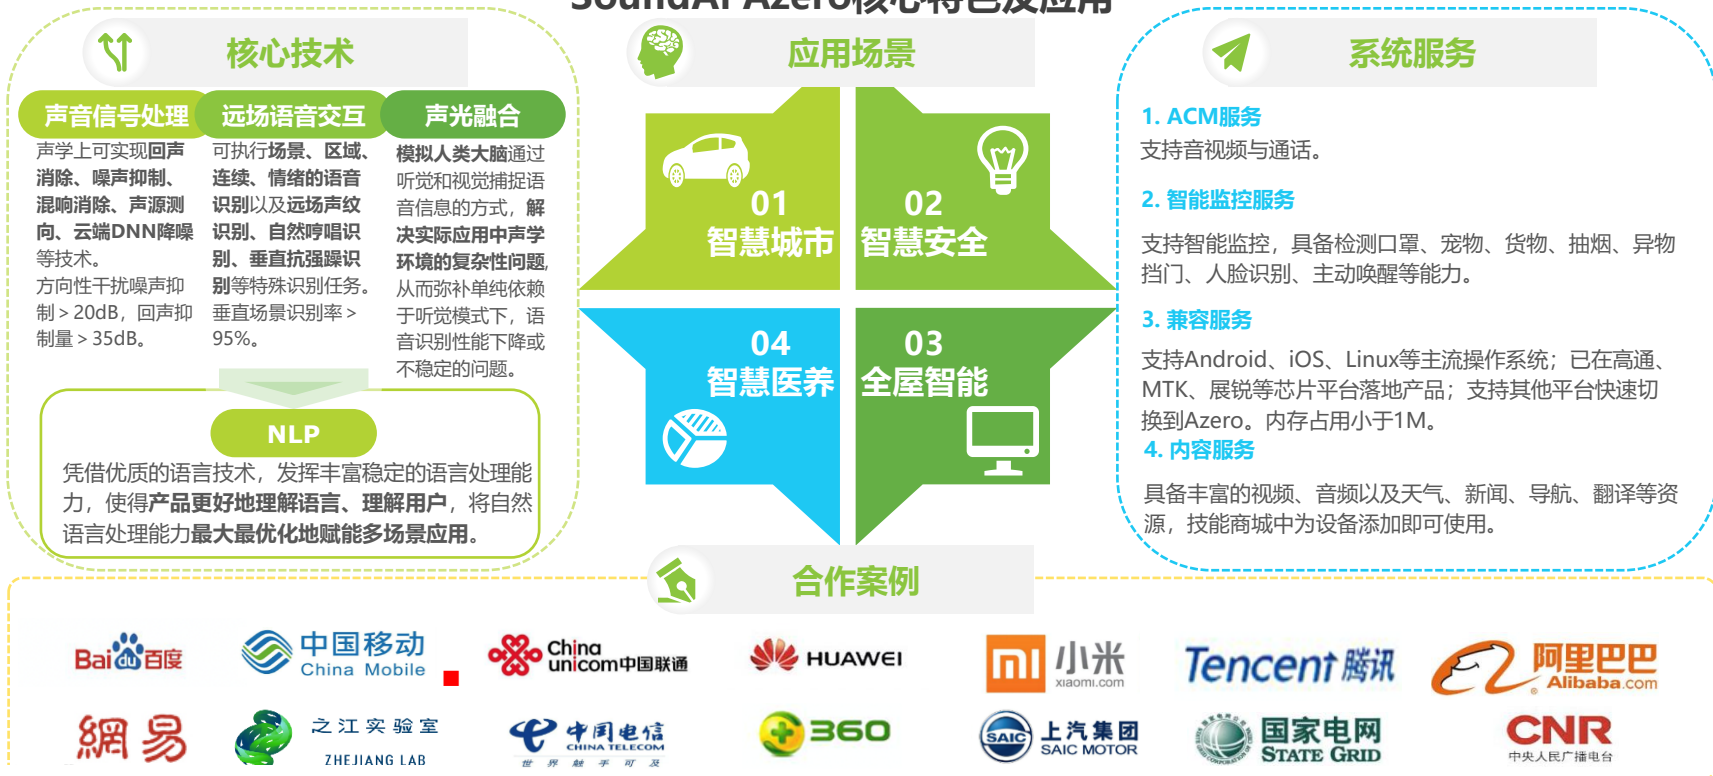 SoundAI Azero核心特色及应用
核心技术
声音信号处理
声学上可实现回声
消除、噪声抑制、
混响消除、声源测
向、云端DNN降噪
等技术。
方向性干扰噪声抑
制＞20dB，回声抑
制量＞35dB。
远场语音交互
可执行场景、区域、
连续、情绪的语音
识别以及远场声纹
识别、自然哼唱识
别、垂直抗强躁识
别等特殊识别任务。
垂直场景识别率＞
95%。
声光融合
模拟人类大脑通过
听觉和视觉捕捉语
音信息的方式，解
决实际应用中声学
环境的复杂性问题,
从而弥补单纯依赖
于听觉模式下，语
音识别性能下降或
不稳定的问题。
NLP
凭借优质的语言技术，发挥丰富稳定的语言处理能
力，使得产品更好地理解语言、理解用户，将自然
语言处理能力最大最优化地赋能多场景应用。
应用场景
01
智慧城市
02
智慧安全
04
智慧医养
03
全屋智能
系统服务
1. ACM服务
支持音视频与通话。
2. 智能监控服务
支持智能监控，具备检测口罩、宠物、货物、抽烟、异物
挡门、人脸识别、主动唤醒等能力。
3. 兼容服务
支持Android、iOS、Linux等主流操作系统；已在高通、
MTK、展锐等芯片平台落地产品；支持其他平台快速切
换到Azero。内存占用小于1M。
4. 内容服务
具备丰富的视频、音频以及天气、新闻、导航、翻译等资
源，技能商城中为设备添加即可使用。
合作案例
Baidu百度
中国移动
China Mobile
China
unicom中国联通
HUAWEI
小米
xiaomi.com
Tencent 腾讯
阿里巴巴
Alibaba.com
網易
之江实验室
ZHEJIANG LAB
中国电信
CHINA TELECOM
世界触手可及
360
SAIC
上汽集团
SAIC MOTOR
国家电网
STATE GRID
CNR
中央人民广播电台